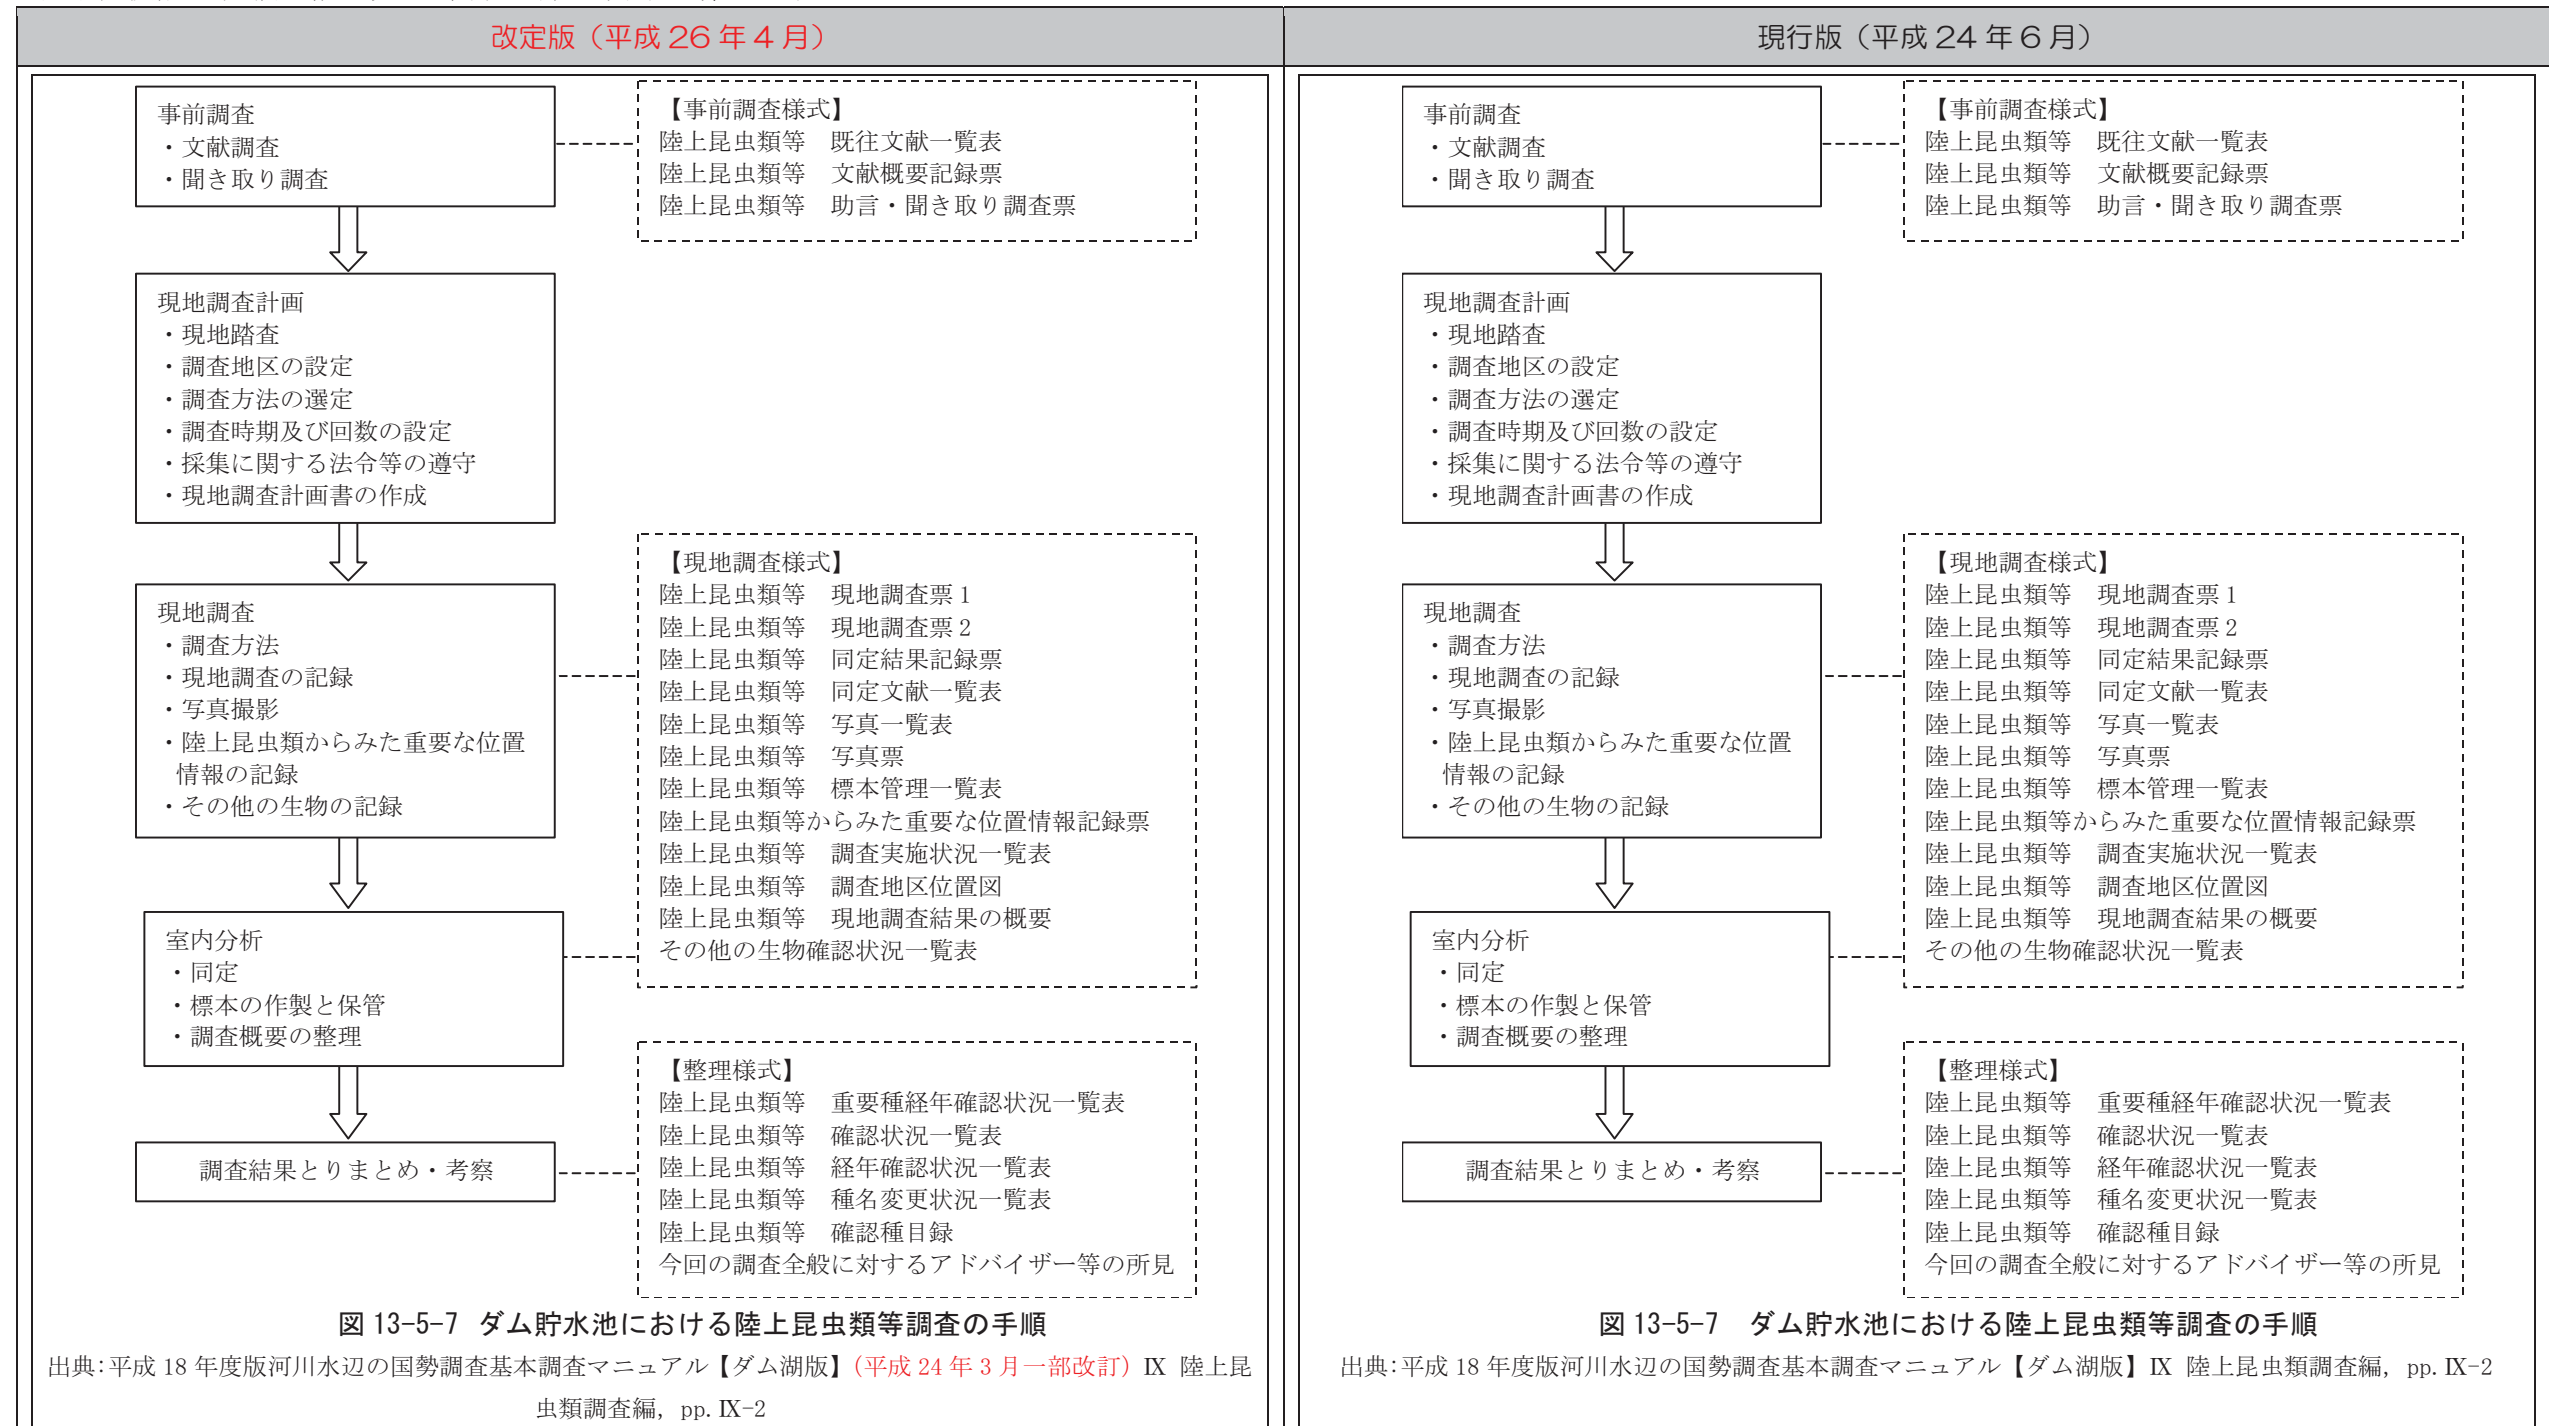 改定版（平成 26 年 4 月）
事前調査
・文献調査
・聞き取り調査
【事前調査様式】
陸上昆虫類等　既往文献一覧表
陸上昆虫類等　文献概要記録票
陸上昆虫類等　助言・聞き取り調査票
現地調査計画
・現地踏査
・調査地区の設定
・調査方法の選定
・調査時期及び回数の設定
・採集に関する法令等の遵守
・現地調査計画書の作成
現地調査
・調査方法
・現地調査の記録
・写真撮影
・陸上昆虫類からみた重要な位置
情報の記録
・その他の生物の記録
【現地調査様式】
陸上昆虫類等　現地調査票 1
陸上昆虫類等　現地調査票 2
陸上昆虫類等　同定結果記録票
陸上昆虫類等　同定文献一覧表
陸上昆虫類等　写真一覧表
陸上昆虫類等　写真票
陸上昆虫類等　標本管理一覧表
陸上昆虫類等からみた重要な位置情報記録票
陸上昆虫類等　調査実施状況一覧表
陸上昆虫類等　調査地区位置図
陸上昆虫類等　現地調査結果の概要
その他の生物確認状況一覧表
室内分析
・同定
・標本の作製と保管
・調査概要の整理
【整理様式】
陸上昆虫類等　重要種経年確認状況一覧表
陸上昆虫類等　確認状況一覧表
陸上昆虫類等　経年確認状況一覧表
陸上昆虫類等　種名変更状況一覧表
陸上昆虫類等　確認種目録
今回の調査全般に対するアドバイザー等の所見
調査結果とりまとめ・考察
図 13-5-7 ダム貯水池における陸上昆虫類等調査の手順
出典：平成 18 年度版河川水辺の国勢調査基本調査マニュアル【ダム湖版】（平成 24 年 3 月一部改訂）Ⅸ 陸上昆
虫類調査編，pp. Ⅸ-2
現行版（平成 24 年 6 月）
事前調査
・文献調査
・聞き取り調査
【事前調査様式】
陸上昆虫類等　既往文献一覧表
陸上昆虫類等　文献概要記録票
陸上昆虫類等　助言・聞き取り調査票
現地調査計画
・現地踏査
・調査地区の設定
・調査方法の選定
・調査時期及び回数の設定
・採集に関する法令等の遵守
・現地調査計画書の作成
現地調査
・調査方法
・現地調査の記録
・写真撮影
・陸上昆虫類からみた重要な位置
情報の記録
・その他の生物の記録
【現地調査様式】
陸上昆虫類等　現地調査票 1
陸上昆虫類等　現地調査票 2
陸上昆虫類等　同定結果記録票
陸上昆虫類等　同定文献一覧表
陸上昆虫類等　写真一覧表
陸上昆虫類等　写真票
陸上昆虫類等　標本管理一覧表
陸上昆虫類等からみた重要な位置情報記録票
陸上昆虫類等　調査実施状況一覧表
陸上昆虫類等　調査地区位置図
陸上昆虫類等　現地調査結果の概要
その他の生物確認状況一覧表
室内分析
・同定
・標本の作製と保管
・調査概要の整理
【整理様式】
陸上昆虫類等　重要種経年確認状況一覧表
陸上昆虫類等　確認状況一覧表
陸上昆虫類等　経年確認状況一覧表
陸上昆虫類等　種名変更状況一覧表
陸上昆虫類等　確認種目録
今回の調査全般に対するアドバイザー等の所見
調査結果とりまとめ・考察
図 13-5-7　ダム貯水池における陸上昆虫類等調査の手順
出典：平成 18 年度版河川水辺の国勢調査基本調査マニュアル【ダム湖版】Ⅸ 陸上昆虫類調査編，pp. Ⅸ-2